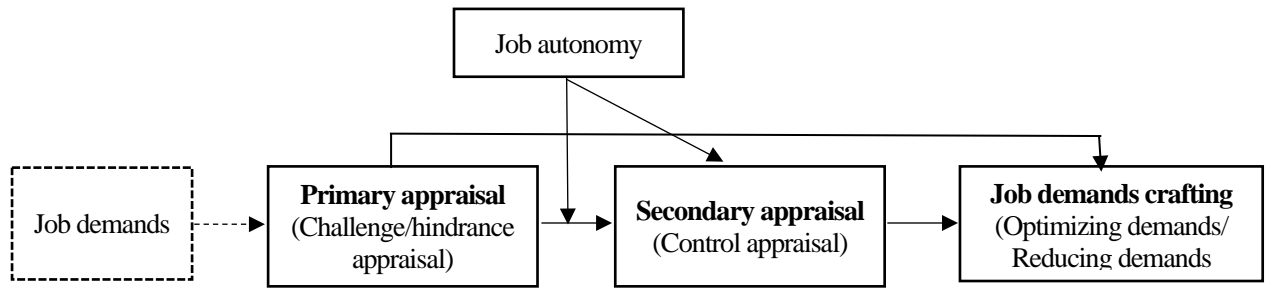 Job autonomy
Job demands
Primary appraisal
(Challenge/hindrance
appraisal)
Secondary appraisal
(Control appraisal)
Job demands crafting
(Optimizing demands/
Reducing demands